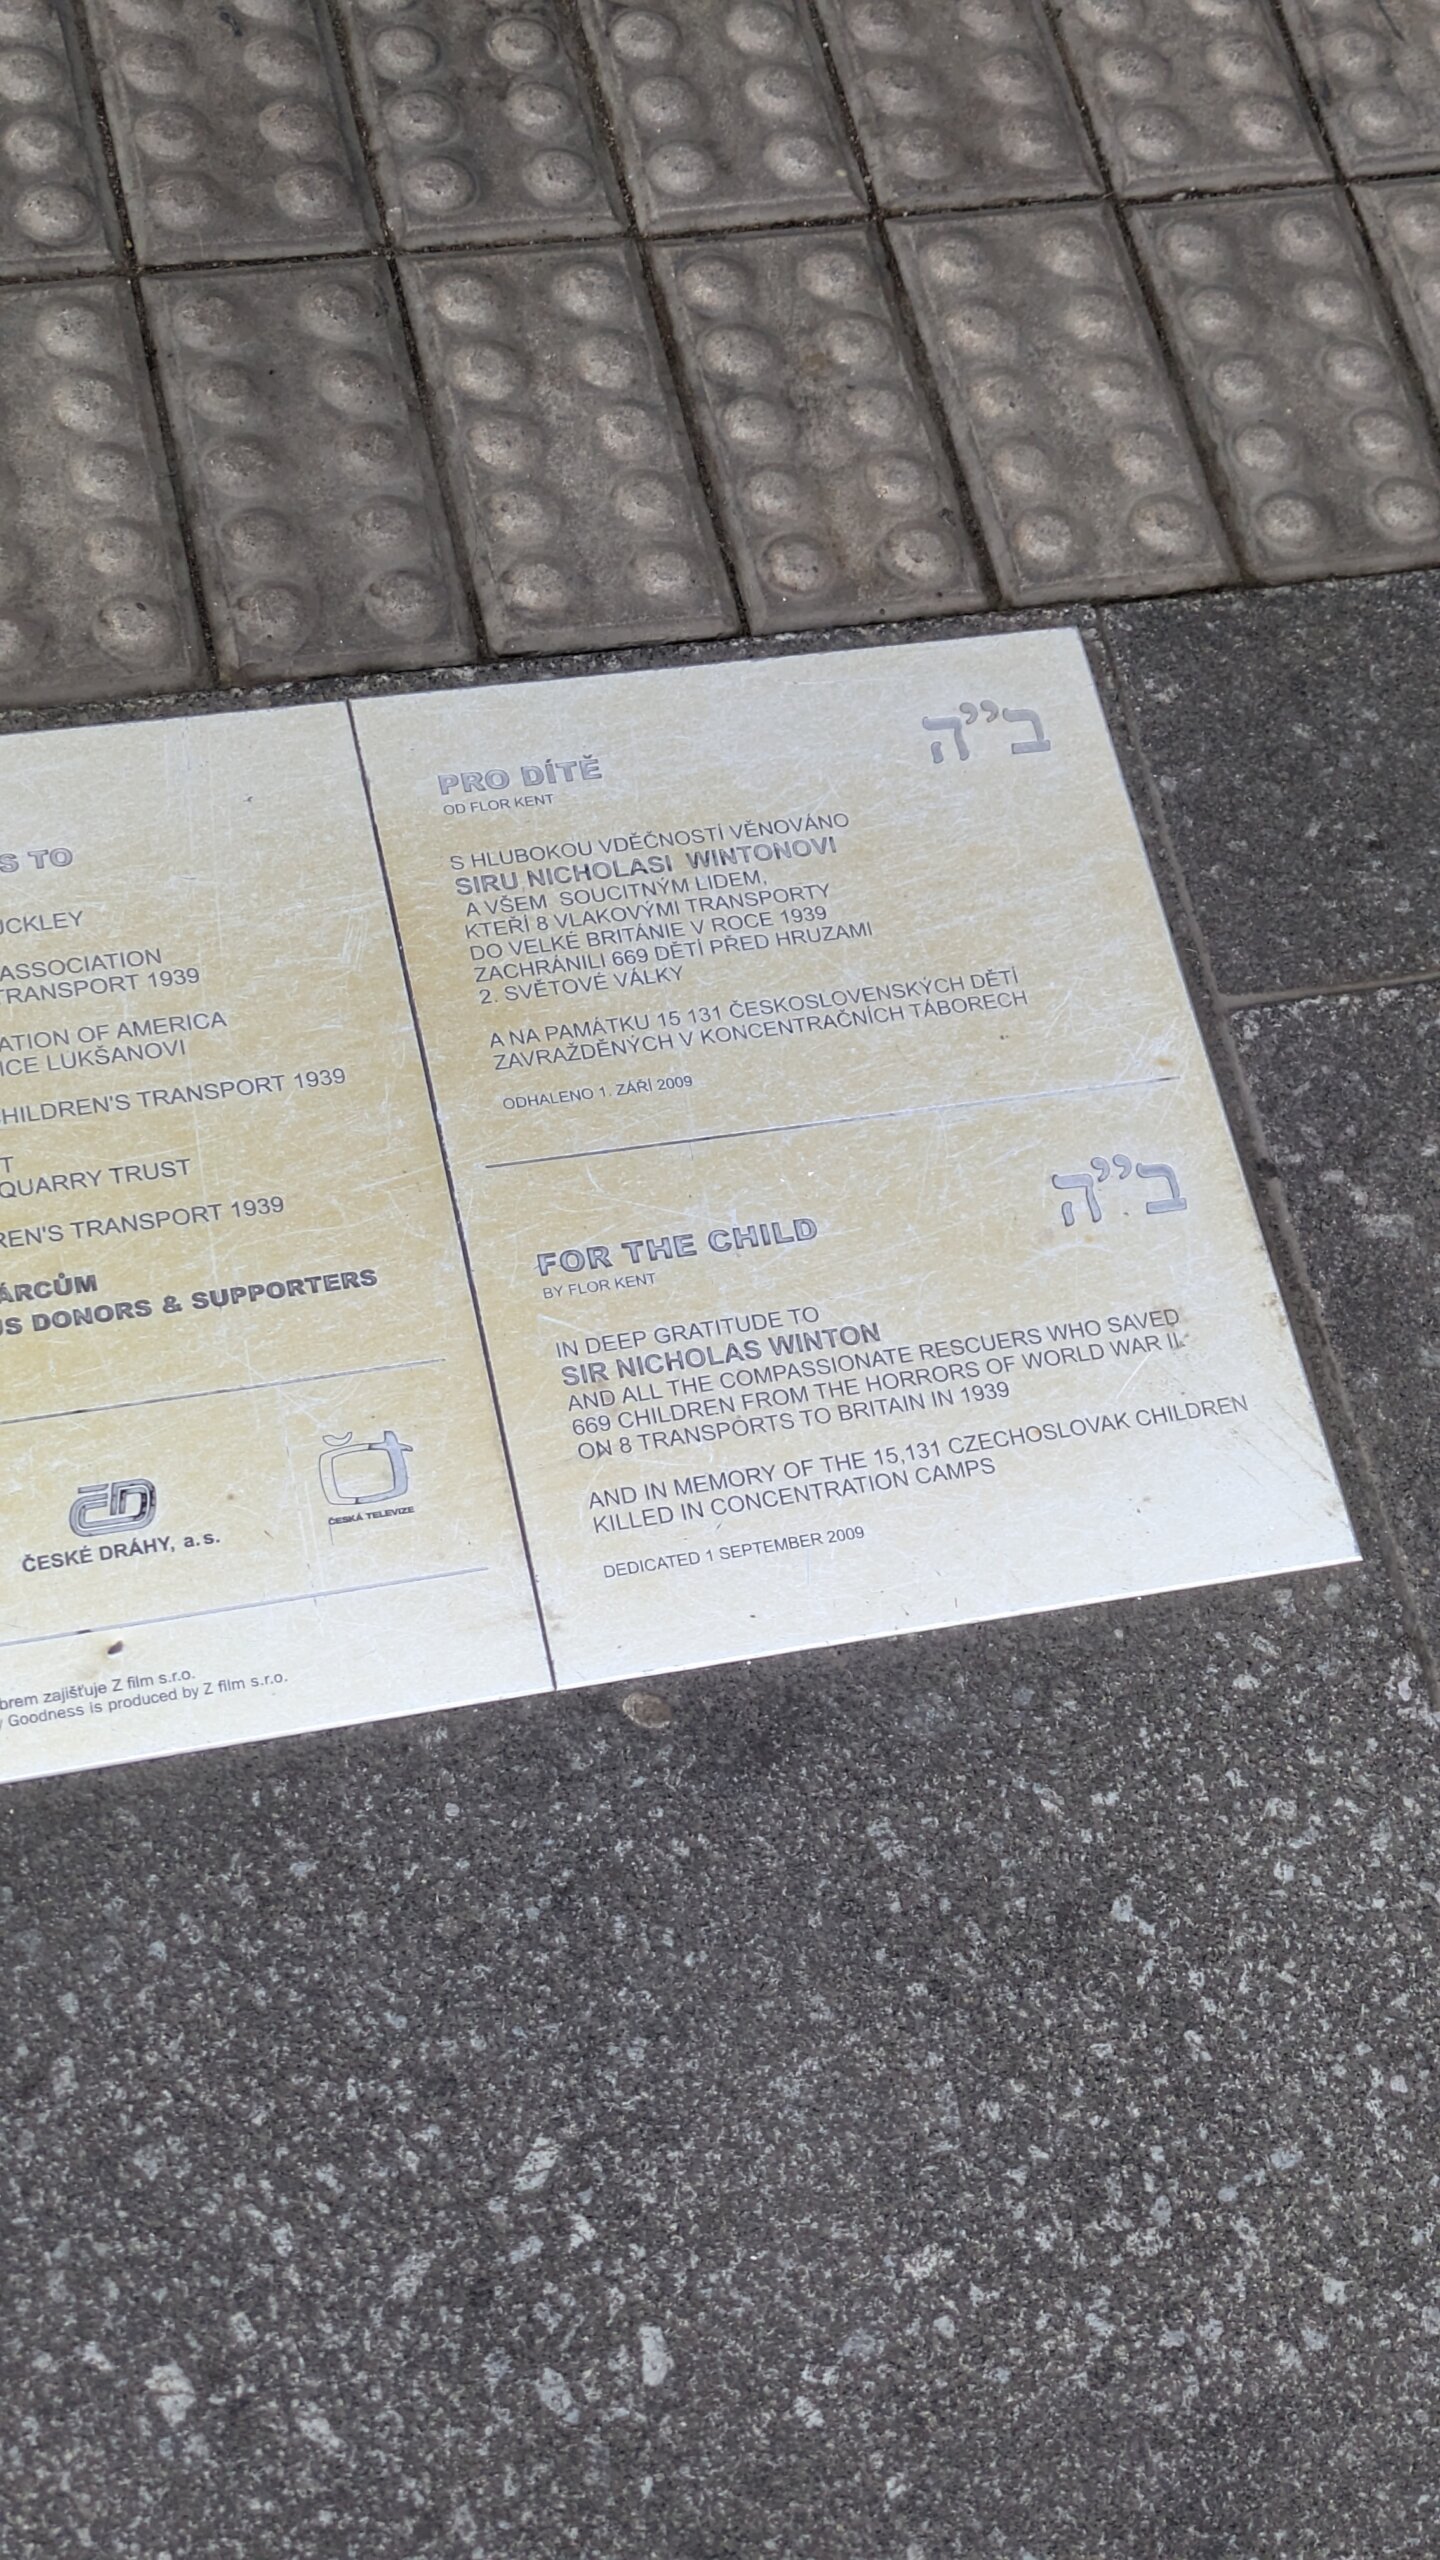 S TO
UCKLEY
ASSOCIATION
TRANSPORT 1939
ATION OF AMERICA
ICE LUKŠANOVI
CHILDREN'S TRANSPORT 1939
T
QUARRY TRUST
REN'S TRANSPORT 1939
ÁRCŮM
US DONORS & SUPPORTERS
ČD
ČESKÉ DRÁHY, a.s.
ČT
ČESKÁ TELEVIZE
brem zajišťuje Z film s.r.o.
y Goodness is produced by Z film s.r.o.
ב״ה
PRO DÍTĚ
OD FLOR KENT
S HLUBOKOU VDĚČNOSTÍ VĚNOVÁNO
SIRU NICHOLASI WINTONOVI
A VŠEM SOUCITNÝM LIDEM,
KTEŘÍ 8 VLAKOVÝMI TRANSPORTY
DO VELKÉ BRITÁNIE V ROCE 1939
ZACHRÁNILI 669 DĚTÍ PŘED HRUZAMI
2. SVĚTOVÉ VÁLKY
A NA PAMÁTKU 15 131 ČESKOSLOVENSKÝCH DĚTÍ
ZAVRAŽDĚNÝCH V KONCENTRAČNÍCH TÁBORECH
ODHALENO 1. ZÁŘÍ 2009
ב״ה
FOR THE CHILD
BY FLOR KENT
IN DEEP GRATITUDE TO
SIR NICHOLAS WINTON
AND ALL THE COMPASSIONATE RESCUERS WHO SAVED
669 CHILDREN FROM THE HORRORS OF WORLD WAR II.
ON 8 TRANSPORTS TO BRITAIN IN 1939
AND IN MEMORY OF THE 15,131 CZECHOSLOVAK CHILDREN
KILLED IN CONCENTRATION CAMPS
DEDICATED 1 SEPTEMBER 2009